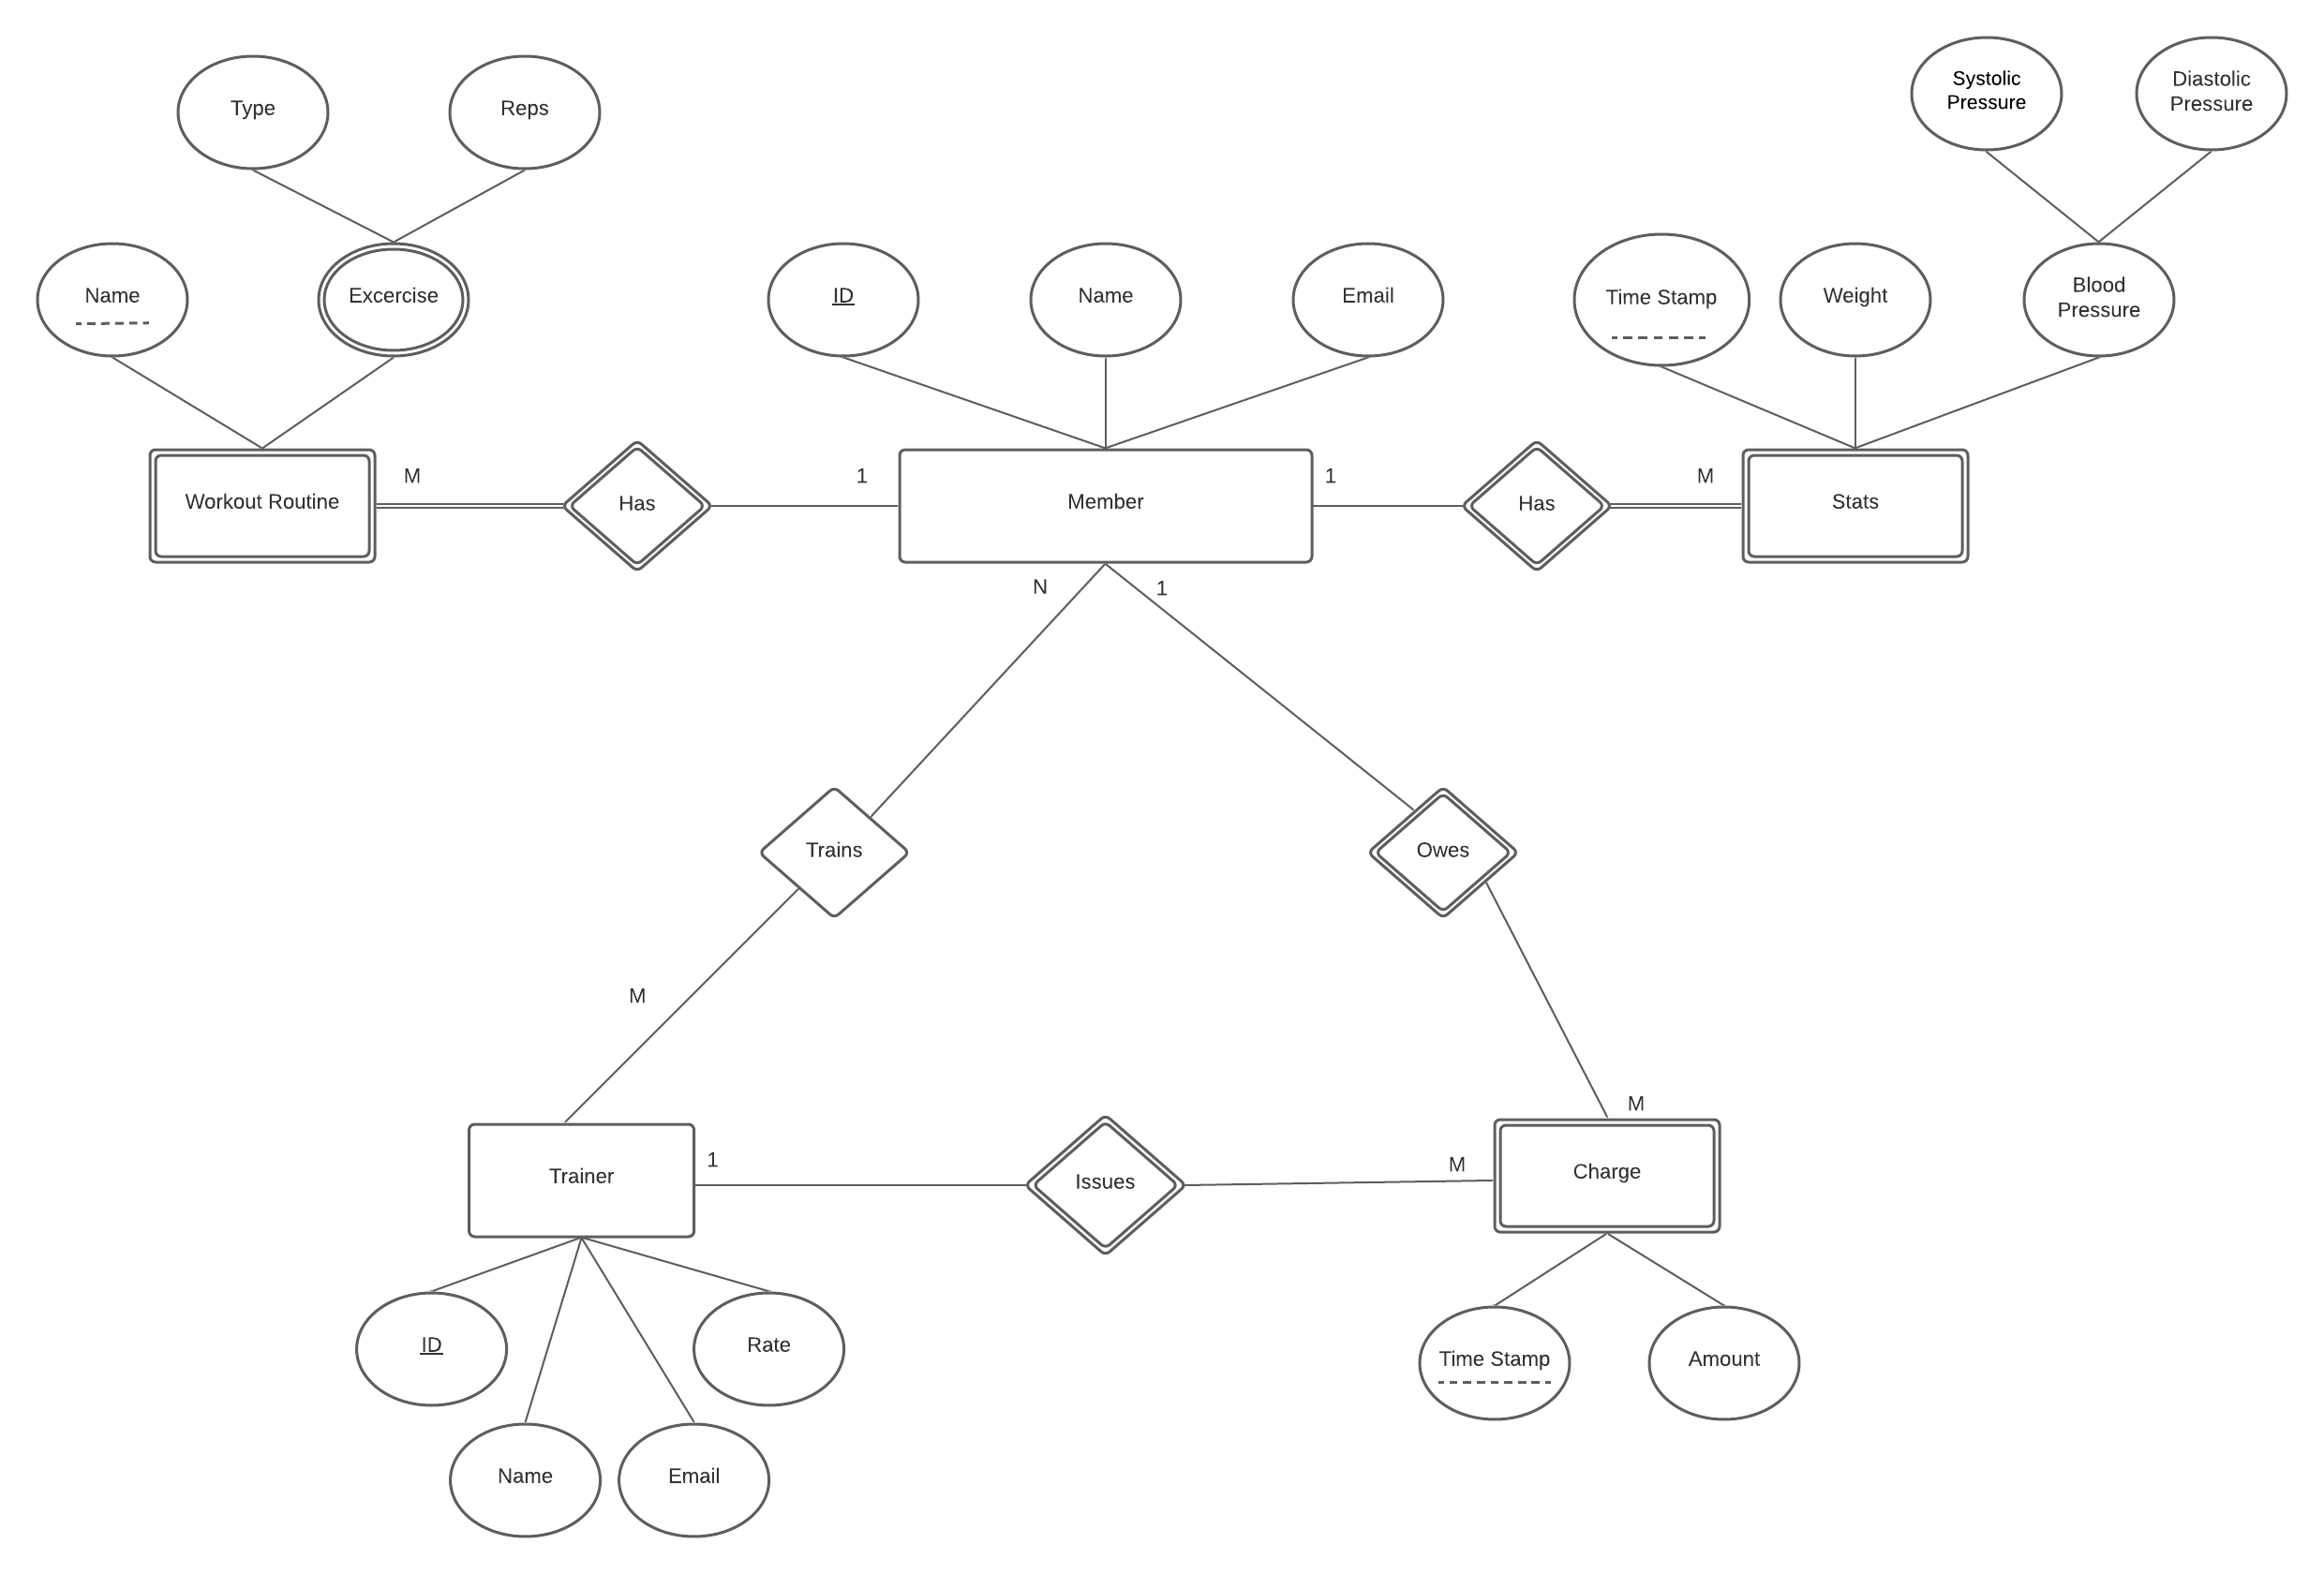 Systolic
Pressure
Diastolic
Pressure
Type
Reps
Name
Excercise
ID
Name
Email
Time Stamp
Weight
Blood
Pressure
Workout Routine
M
Has
1
Member
1
Has
M
Stats
N
1
Trains
Owes
M
M
Trainer
1
Issues
M
Charge
ID
Rate
Time Stamp
Amount
Name
Email